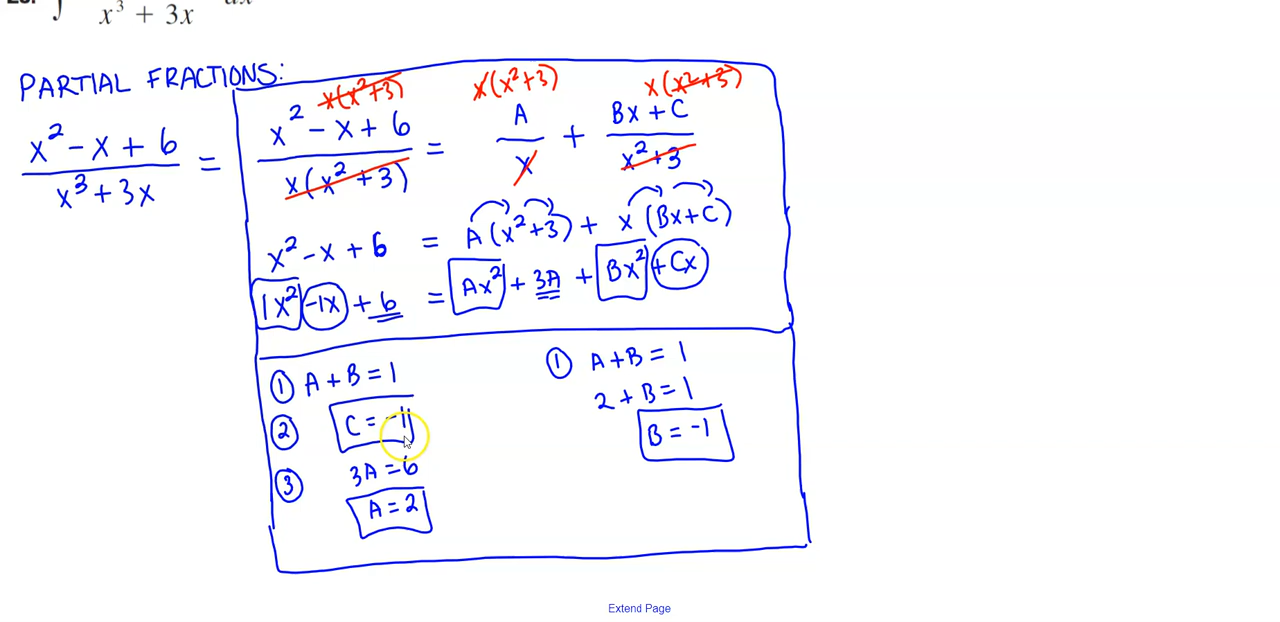 ∫ x³ + 3x
PARTIAL FRACTIONS:
x(x²+3) x(x²+3) x(x²+3)
x² - x + 6 / x³ + 3x = x² - x + 6 / x(x² + 3) = A / x + Bx + C / x² + 3
x² - x + 6 = A(x²+3) + x(Bx+C)
1x² - 1x + 6 = Ax² + 3A + Bx² + Cx
① A + B = 1
② C = -1
③ 3A = 6
A = 2
① A + B = 1
2 + B = 1
B = -1
Extend Page